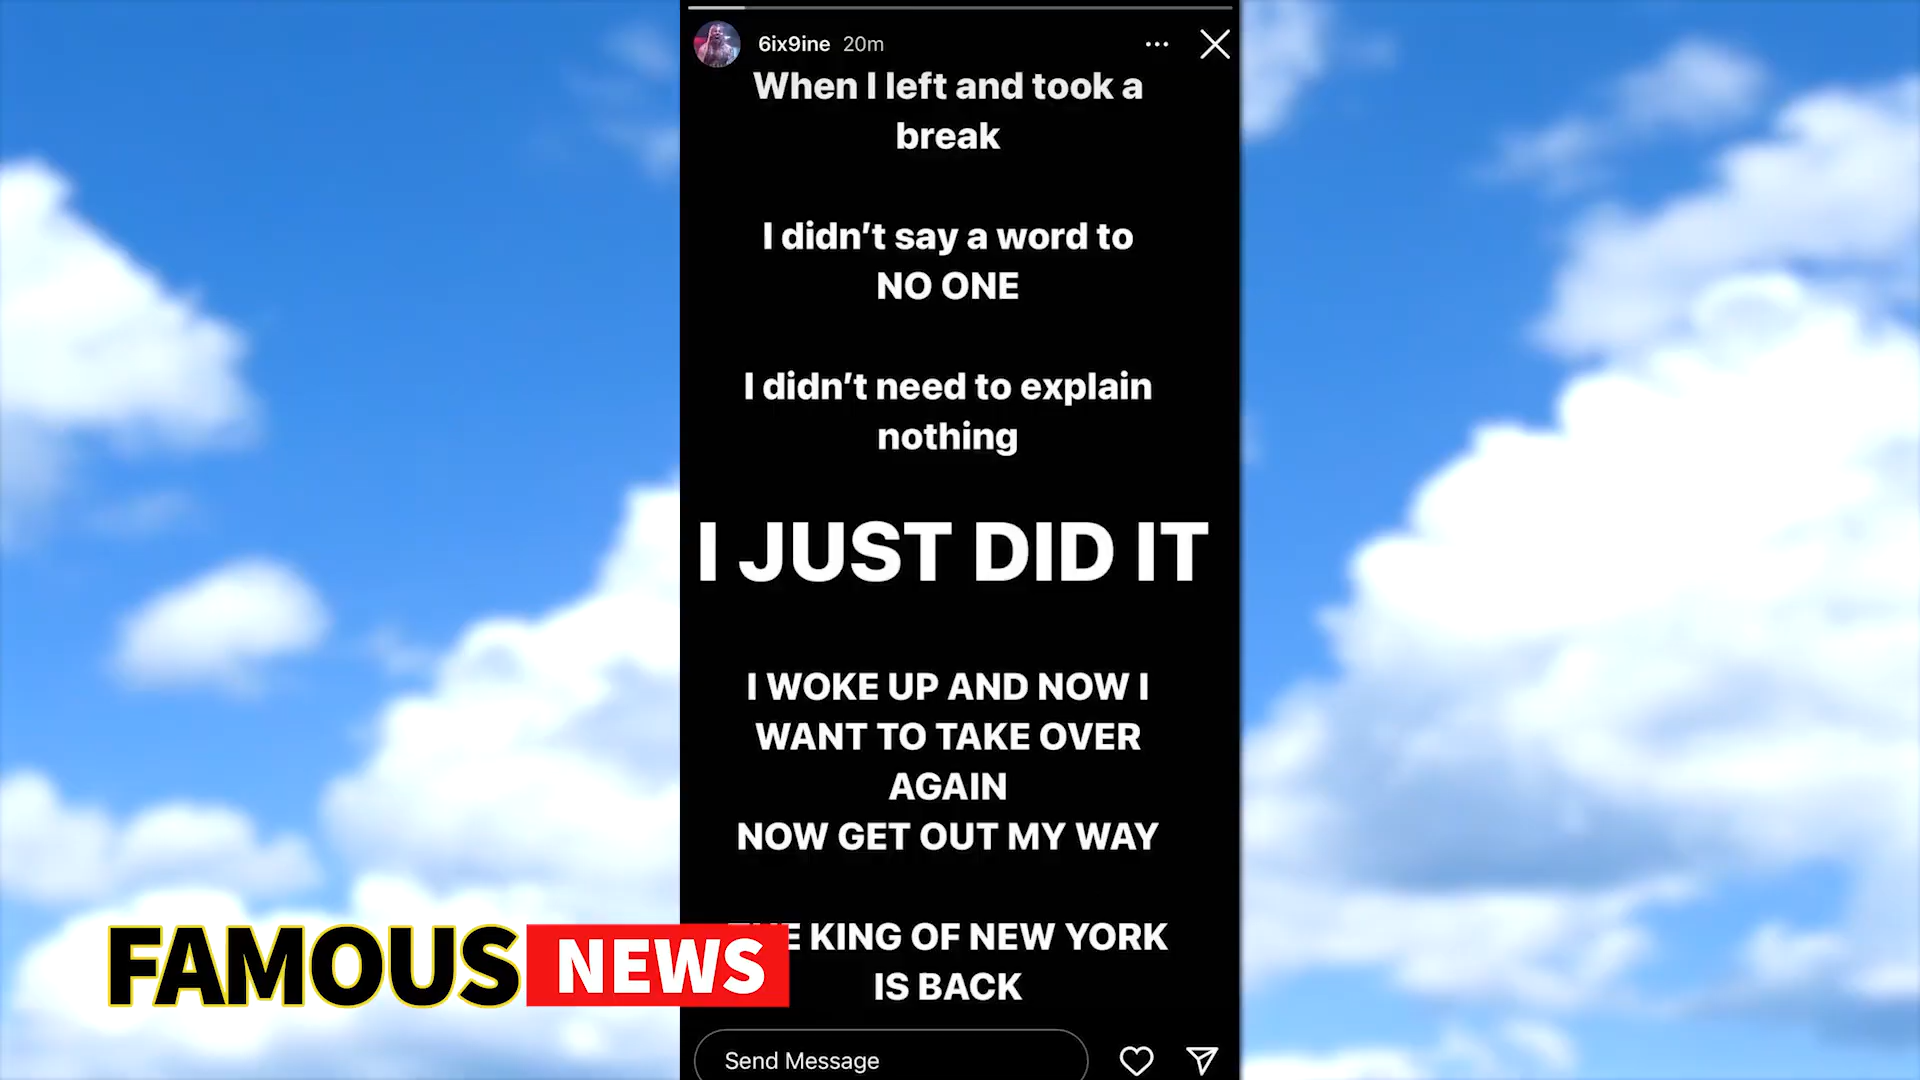 6ix9ine 20m
When I left and took a
break
I didn't say a word to
NO ONE
I didn't need to explain
nothing
I JUST DID IT
I WOKE UP AND NOW I
WANT TO TAKE OVER
AGAIN
NOW GET OUT MY WAY
THE KING OF NEW YORK
IS BACK
FAMOUS NEWS
Send Message